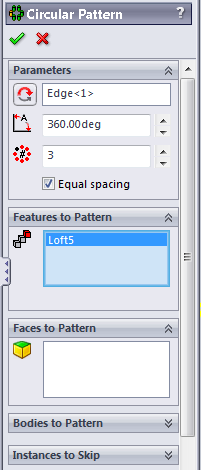 Circular Pattern ?
Parameters
Edge<1>
A
360.00deg
3
Equal spacing
Features to Pattern
Loft5
Faces to Pattern
Bodies to Pattern
Instances to Skip